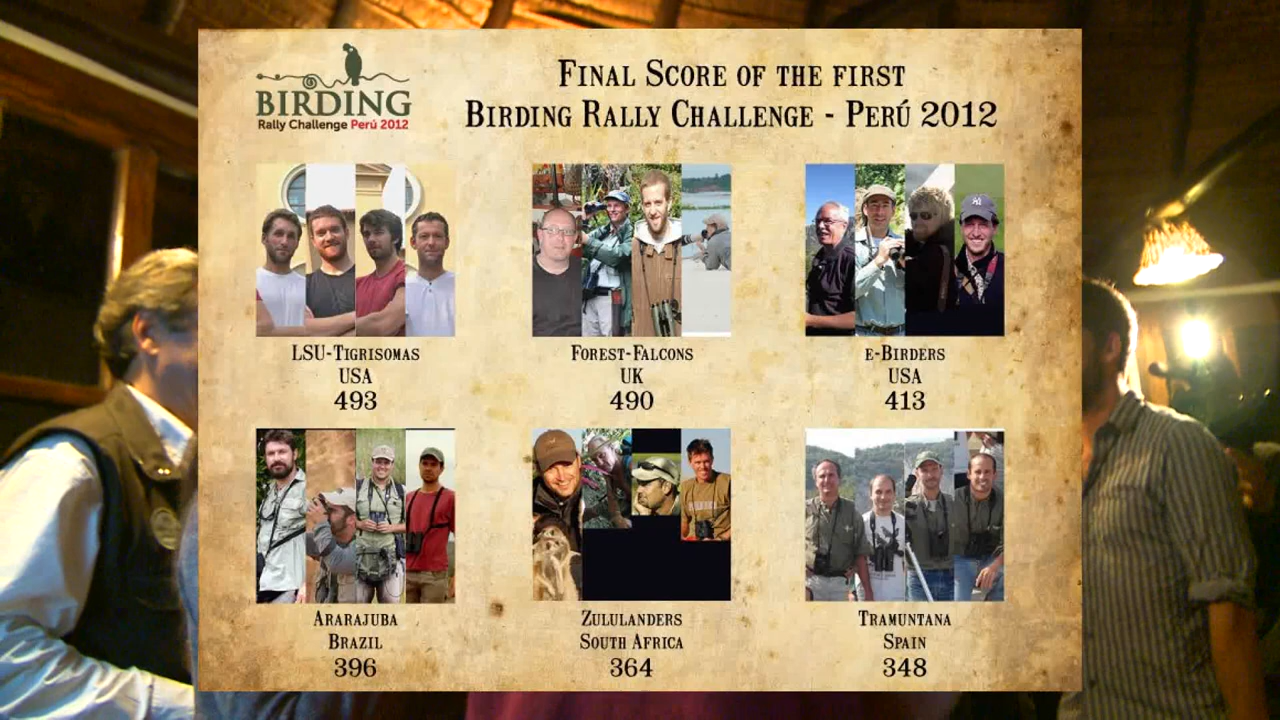 BIRDING
Rally Challenge Perú 2012
Final Score of the first
Birding Rally Challenge - Perú 2012
LSU-Tigrisomas
USA
493
Forest-Falcons
UK
490
e-Birders
USA
413
Ararajuba
Brazil
396
Zululanders
South Africa
364
Tramuntana
Spain
348